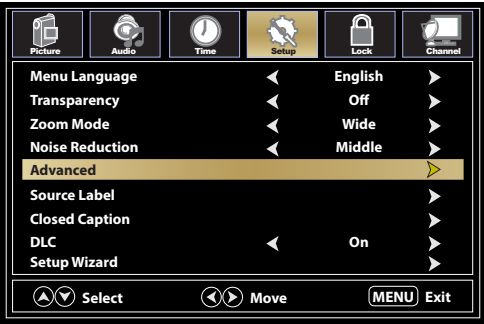 Picture Audio Time Setup Lock Channel
Menu Language English
Transparency Off
Zoom Mode Wide
Noise Reduction Middle
Advanced
Source Label
Closed Caption
DLC On
Setup Wizard
Select Move MENU Exit